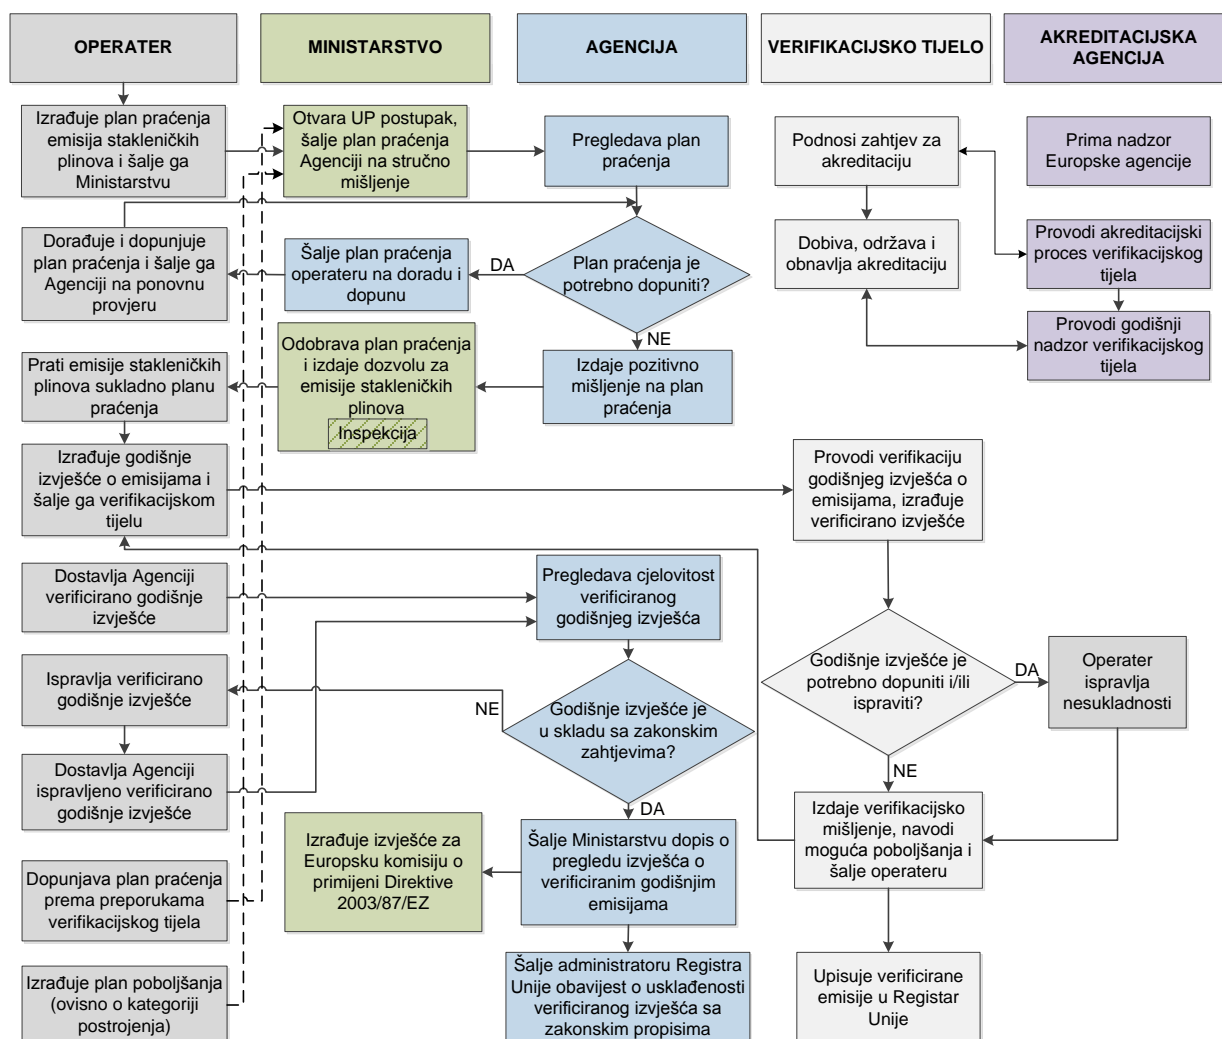 OPERATER
MINISTARSTVO
AGENCIJA
VERIFIKACIJSKO TIJELO
AKREDITACIJSKA
AGENCIJA
Izrađuje plan praćenja
emisija stakleničkih
plinova i šalje ga
Ministarstvu
Otvara UP postupak,
šalje plan praćenja
Agenciji na stručno
mišljenje
Pregledava plan
praćenja
Podnosi zahtjev za
akreditaciju
Prima nadzor
Europske agencije
Dorađuje i dopunjuje
plan praćenja i šalje ga
Agenciji na ponovnu
provjeru
Šalje plan praćenja
operateru na doradu i
dopunu
DA
Plan praćenja je
potrebno dopuniti?
NE
Dobiva, održava i
obnavlja akreditaciju
Provodi akreditacijski
proces verifikacijskog
tijela
Provodi godišnji
nadzor verifikacijskog
tijela
Prati emisije stakleničkih
plinova sukladno planu
praćenja
Odobrava plan praćenja
i izdaje dozvolu za
emisije stakleničkih
plinova
Inspekcija
Izdaje pozitivno
mišljenje na plan
praćenja
Izrađuje godišnje
izvješće o emisijama i
šalje ga verifikacijskom
tijelu
Provodi verifikaciju
godišnjeg izvješća o
emisijama, izrađuje
verificirano izvješće
Dostavlja Agenciji
verificirano godišnje
izvješće
Pregledava cjelovitost
verificiranog
godišnjeg izvješća
Ispravlja verificirano
godišnje izvješće
NE
Godišnje izvješće je
u skladu sa zakonskim
zahtjevima?
DA
Godišnje izvješće je
potrebno dopuniti i/ili
ispraviti?
DA
NE
Operater
ispravlja
nesukladnosti
Dostavlja Agenciji
ispravljeno verificirano
godišnje izvješće
Izrađuje izvješće za
Europsku komisiju o
primijeni Direktive
2003/87/EZ
Šalje Ministarstvu dopis o
pregledu izvješća o
verificiranim godišnjim
emisijama
Izdaje verifikacijsko
mišljenje, navodi
moguća poboljšanja i
šalje operateru
Dopunjava plan praćenja
prema preporukama
verifikacijskog tijela
Izrađuje plan poboljšanja
(ovisno o kategoriji
postrojenja)
Šalje administratoru Registra
Unije obavijest o usklađenosti
verificiranog izvješća sa
zakonskim propisima
Upisuje verificirane
emisije u Registar
Unije